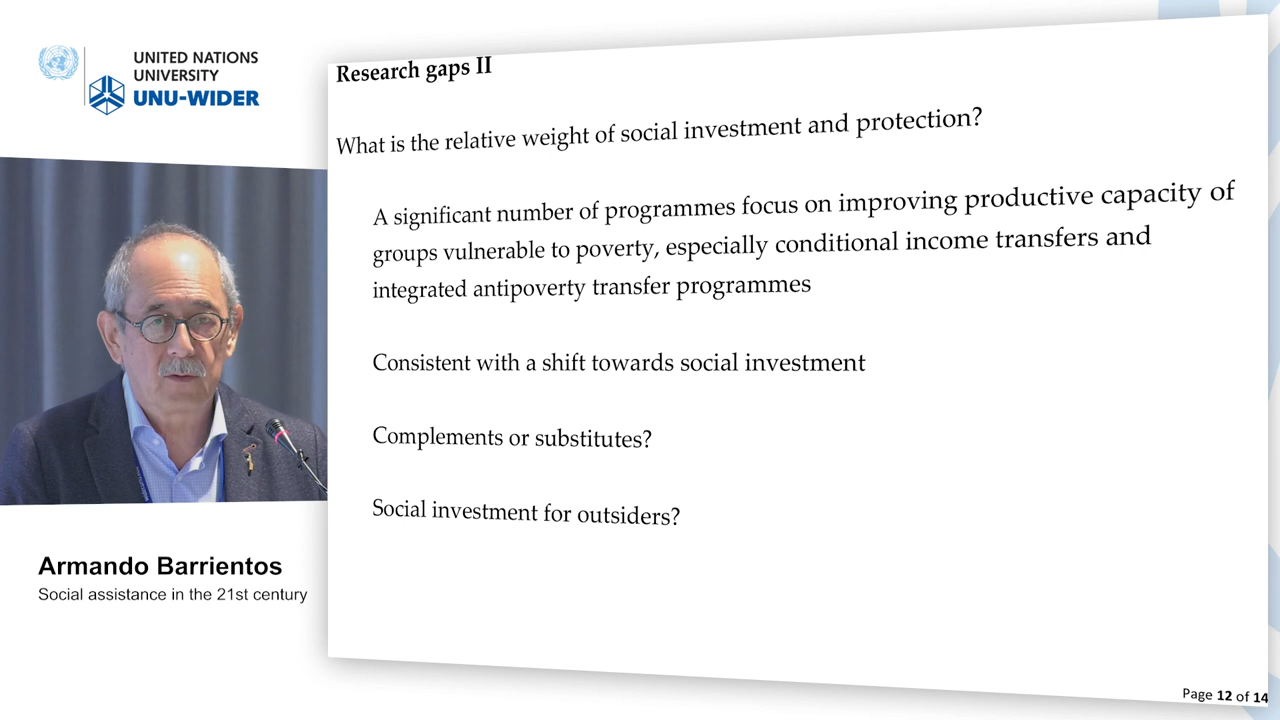 UNITED NATIONS
UNIVERSITY
UNU-WIDER
Armando Barrientos
Social assistance in the 21st century
Research gaps II
What is the relative weight of social investment and protection?
A significant number of programmes focus on improving productive capacity of
groups vulnerable to poverty, especially conditional income transfers and
integrated antipoverty transfer programmes
Consistent with a shift towards social investment
Complements or substitutes?
Social investment for outsiders?
Page 12 of 14